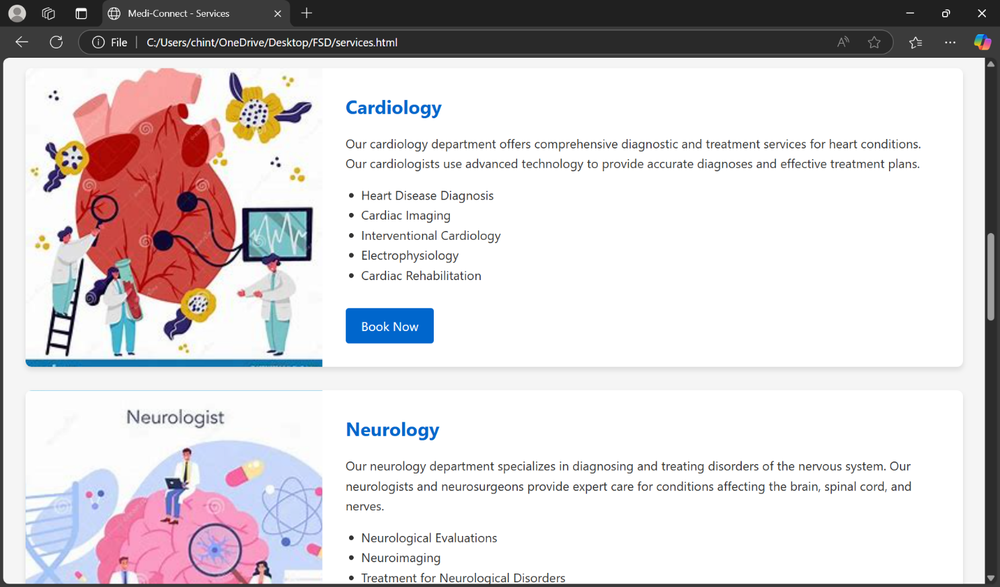 Medi-Connect - Services
File
C:/Users/chint/OneDrive/Desktop/FSD/services.html
Cardiology
Our cardiology department offers comprehensive diagnostic and treatment services for heart conditions.
Our cardiologists use advanced technology to provide accurate diagnoses and effective treatment plans.
Heart Disease Diagnosis
Cardiac Imaging
Interventional Cardiology
Electrophysiology
Cardiac Rehabilitation
Book Now
Neurologist
Neurology
Our neurology department specializes in diagnosing and treating disorders of the nervous system. Our
neurologists and neurosurgeons provide expert care for conditions affecting the brain, spinal cord, and
nerves.
Neurological Evaluations
Neuroimaging
Treatment for Neurological Disorders